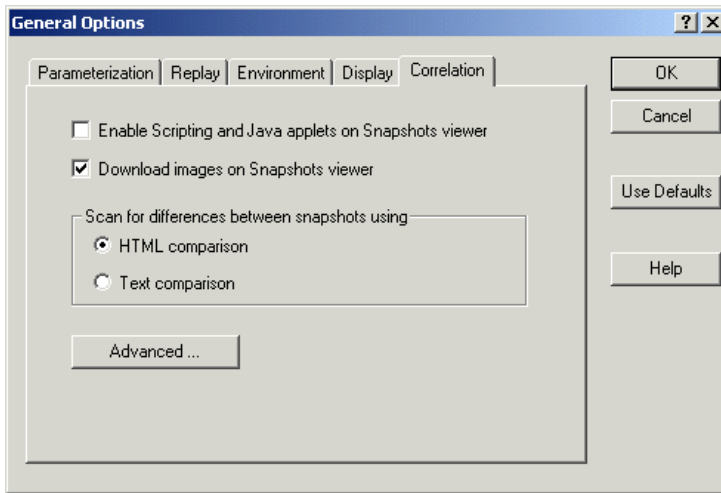 General Options
Parameterization Replay Environment Display Correlation
Enable Scripting and Java applets on Snapshots viewer
Download images on Snapshots viewer
Scan for differences between snapshots using
HTML comparison
Text comparison
Advanced ...
OK
Cancel
Use Defaults
Help